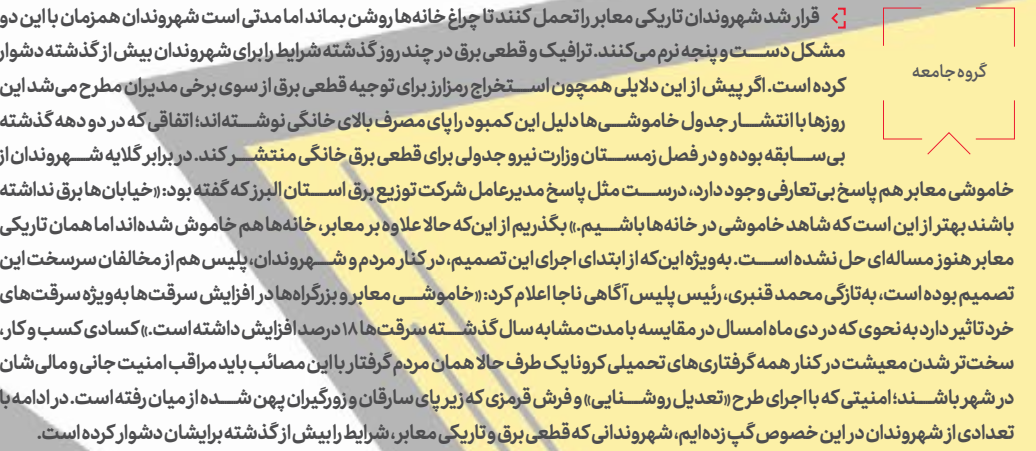 گروه جامعه
قرار شد شهروندان تاریکی معابر را تحمل کنند تا چراغ خانه‌ها روشن بماند اما مدتی است شهروندان همزمان با این دو
مشکل دست و پنجه نرم می‌کنند. ترافیک و قطعی برق در چند روز گذشته شرایط را برای شهروندان بیش از گذشته دشوار
کرده است. اگر پیش از این دلایلی همچون استخراج رمزارز برای توجیه قطعی برق از سوی برخی مدیران مطرح می‌شد این
روزها با انتشار جدول خاموشی‌ها دلیل این کمبود را پای مصرف بالای خانگی نوشته‌اند؛ اتفاقی که در دو دهه گذشته
بی‌سابقه بوده و در فصل زمستان وزارت نیرو جدولی برای قطعی برق خانگی منتشر کند. در برابر گلایه شهروندان از
خاموشی معابر هم پاسخ بی‌تعارفی وجود دارد، درست مثل پاسخ مدیرعامل شرکت توزیع برق استان البرز که گفته بود: «خیابان‌ها برق نداشته
باشند بهتر از این است که شاهد خاموشی در خانه‌ها باشیم.» بگذریم از این‌که حالا علاوه بر معابر، خانه‌ها هم خاموش شده‌اند اما همان تاریکی
معابر هنوز مساله‌ای حل نشده است. به‌ویژه این‌که از ابتدای اجرای این تصمیم، در کنار مردم و شهروندان، پلیس هم از مخالفان سرسخت این
تصمیم بوده است، به‌تازگی محمد قنبری، رئیس پلیس آگاهی ناجا اعلام کرد: «خاموشی معابر و بزرگراه‌ها در افزایش سرقت‌ها به‌ویژه سرقت‌های
خرد تاثیر دارد به نحوی که در دی ماه امسال در مقایسه با مدت مشابه سال گذشته سرقت‌ها ۱۸ درصد افزایش داشته است.» کسادی کسب و کار،
سخت‌تر شدن معیشت در کنار همه گرفتاری‌های تحمیلی کرونا یک طرف حالا همان مردم گرفتار با این مصائب باید مراقب امنیت جانی و مالی‌شان
در شهر باشند؛ امنیتی که با اجرای طرح «تعدیل روشنایی» و فرش قرمزی که زیر پای سارقان و زورگیران پهن شده از میان رفته است. در ادامه با
تعدادی از شهروندان در این خصوص گپ زده‌ایم، شهروندانی که قطعی برق و تاریکی معابر، شرایط را بیش از گذشته برایشان دشوار کرده است.